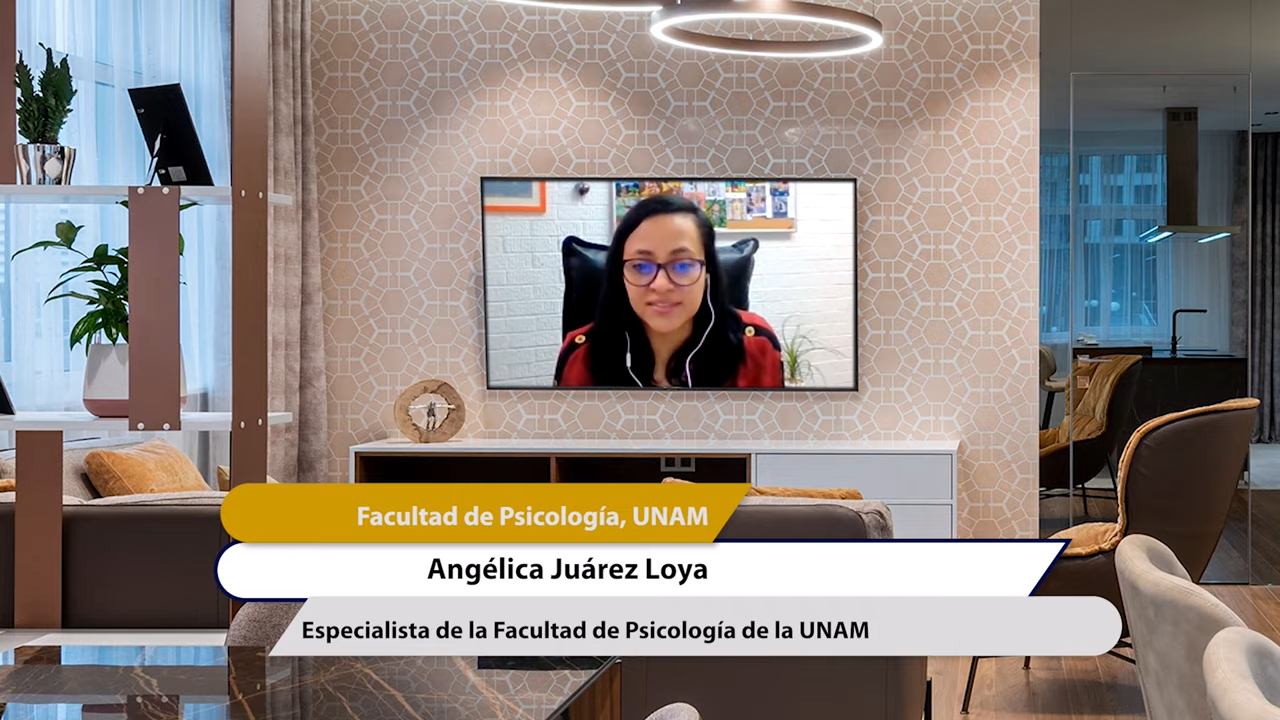 Facultad de Psicología, UNAM
Angélica Juárez Loya
Especialista de la Facultad de Psicología de la UNAM